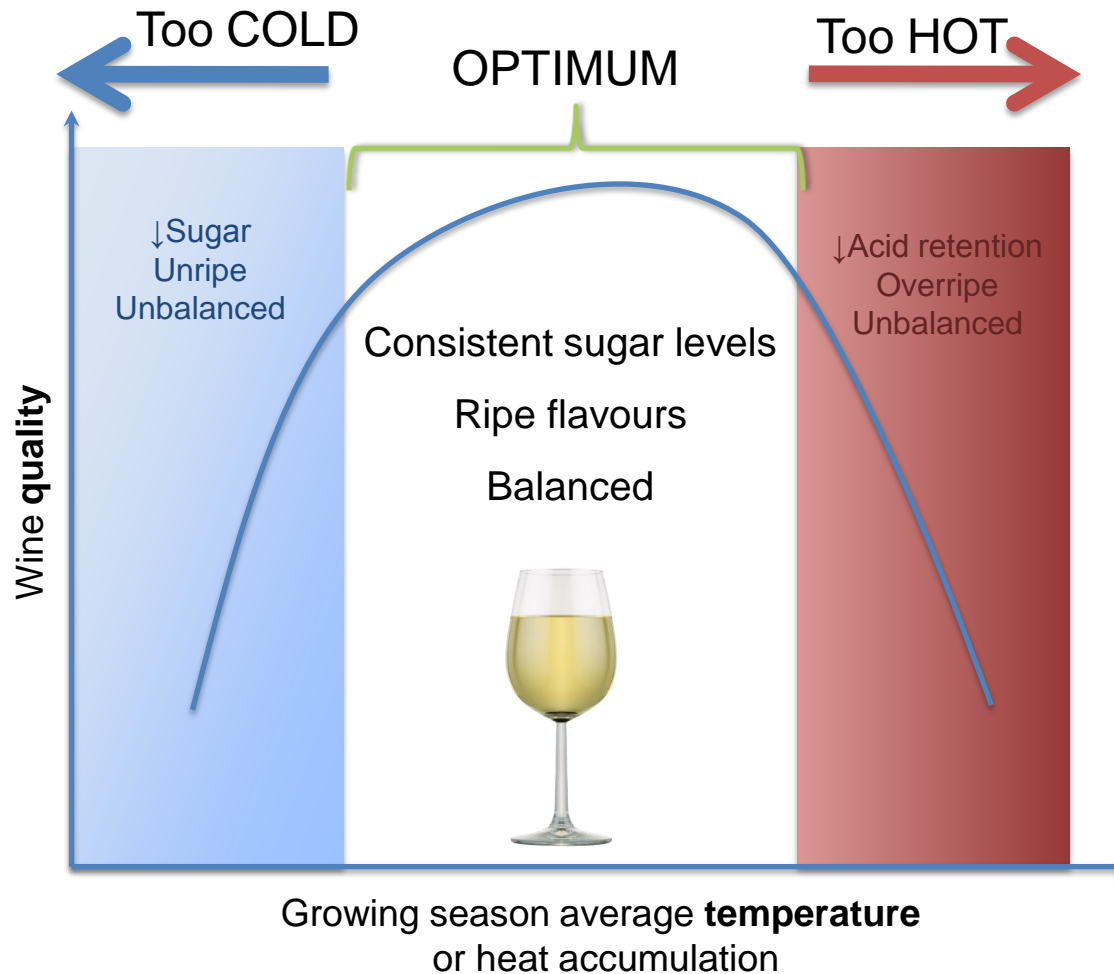 Too COLD
OPTIMUM
Too HOT
↓Sugar
Unripe
Unbalanced
↓Acid retention
Overripe
Unbalanced
Consistent sugar levels
Ripe flavours
Balanced
Wine quality
Growing season average temperature
or heat accumulation